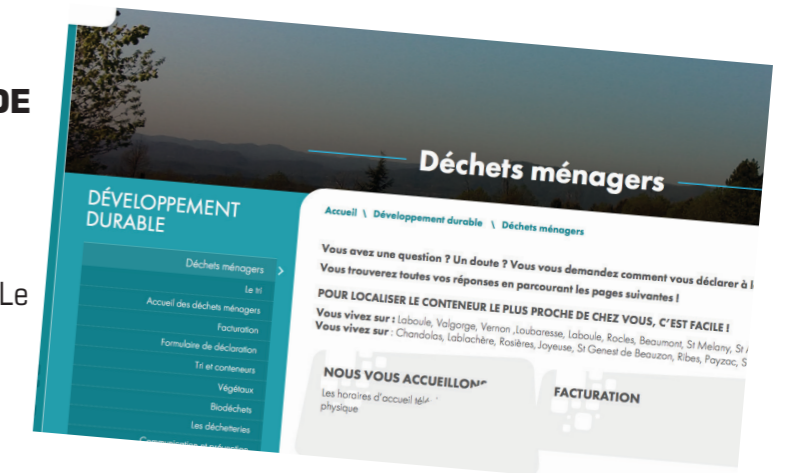 DE
Le
Déchets ménagers
DÉVELOPPEMENT
DURABLE
Déchets ménagers
Le tri
Accueil des déchets ménagers
Facturation
Formulaire de déclaration
Tri et conteneurs
Végétaux
Biodéchets
Les déchetteries
Accueil \ Développement durable \ Déchets ménagers
Vous avez une question ? Un doute ? Vous vous demandez comment vous déclarer à
Vous trouverez toutes vos réponses en parcourant les pages suivantes !
POUR LOCALISER LE CONTENEUR LE PLUS PROCHE DE CHEZ VOUS, C'EST FACILE !
Vous vivez sur : Laboule, Valgorge, Vernon ,Loubaresse, Laboule, Rocles, Beaumont, St Melany, St
Vous vivez sur : Chandolas, Lablachère, Rosières, Joyeuse, St Genest de Beauzon, Ribes, Payzac, S
NOUS VOUS ACCUEILLONS
Les horaires d'accueil
physique
FACTURATION